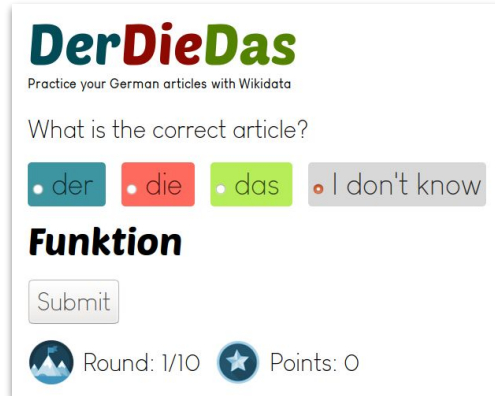 DerDieDas
Practice your German articles with Wikidata
What is the correct article?
der die das I don't know
Funktion
Submit
Round: 1/10 Points: 0